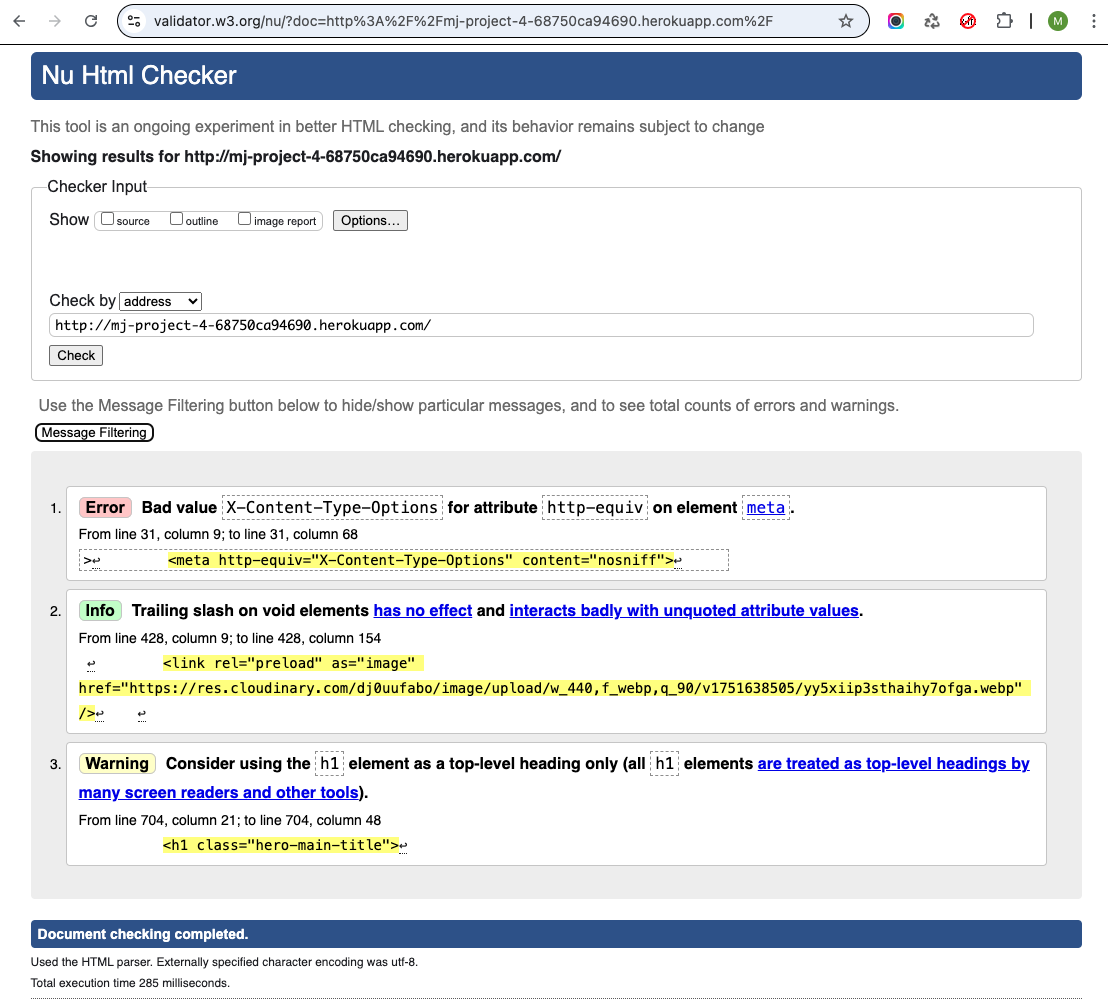 validator.w3.org/nu/?doc=http%3A%2F%2Fmj-project-4-68750ca94690.herokuapp.com%2F
M
Nu Html Checker
This tool is an ongoing experiment in better HTML checking, and its behavior remains subject to change
Showing results for http://mj-project-4-68750ca94690.herokuapp.com/
Checker Input
Show source outline image report Options...
Check by address
http://mj-project-4-68750ca94690.herokuapp.com/
Check
Use the Message Filtering button below to hide/show particular messages, and to see total counts of errors and warnings.
Message Filtering
1. Error Bad value X-Content-Type-Options for attribute http-equiv on element meta.
From line 31, column 9; to line 31, column 68
>↩ <meta http-equiv="X-Content-Type-Options" content="nosniff">↩
2. Info Trailing slash on void elements has no effect and interacts badly with unquoted attribute values.
From line 428, column 9; to line 428, column 154
↩ <link rel="preload" as="image"
href="https://res.cloudinary.com/dj0uufabo/image/upload/w_440,f_webp,q_90/v1751638505/yy5xiip3sthaihy7ofga.webp"
/>↩ ↩
3. Warning Consider using the h1 element as a top-level heading only (all h1 elements are treated as top-level headings by
many screen readers and other tools).
From line 704, column 21; to line 704, column 48
<h1 class="hero-main-title">↩
Document checking completed.
Used the HTML parser. Externally specified character encoding was utf-8.
Total execution time 285 milliseconds.